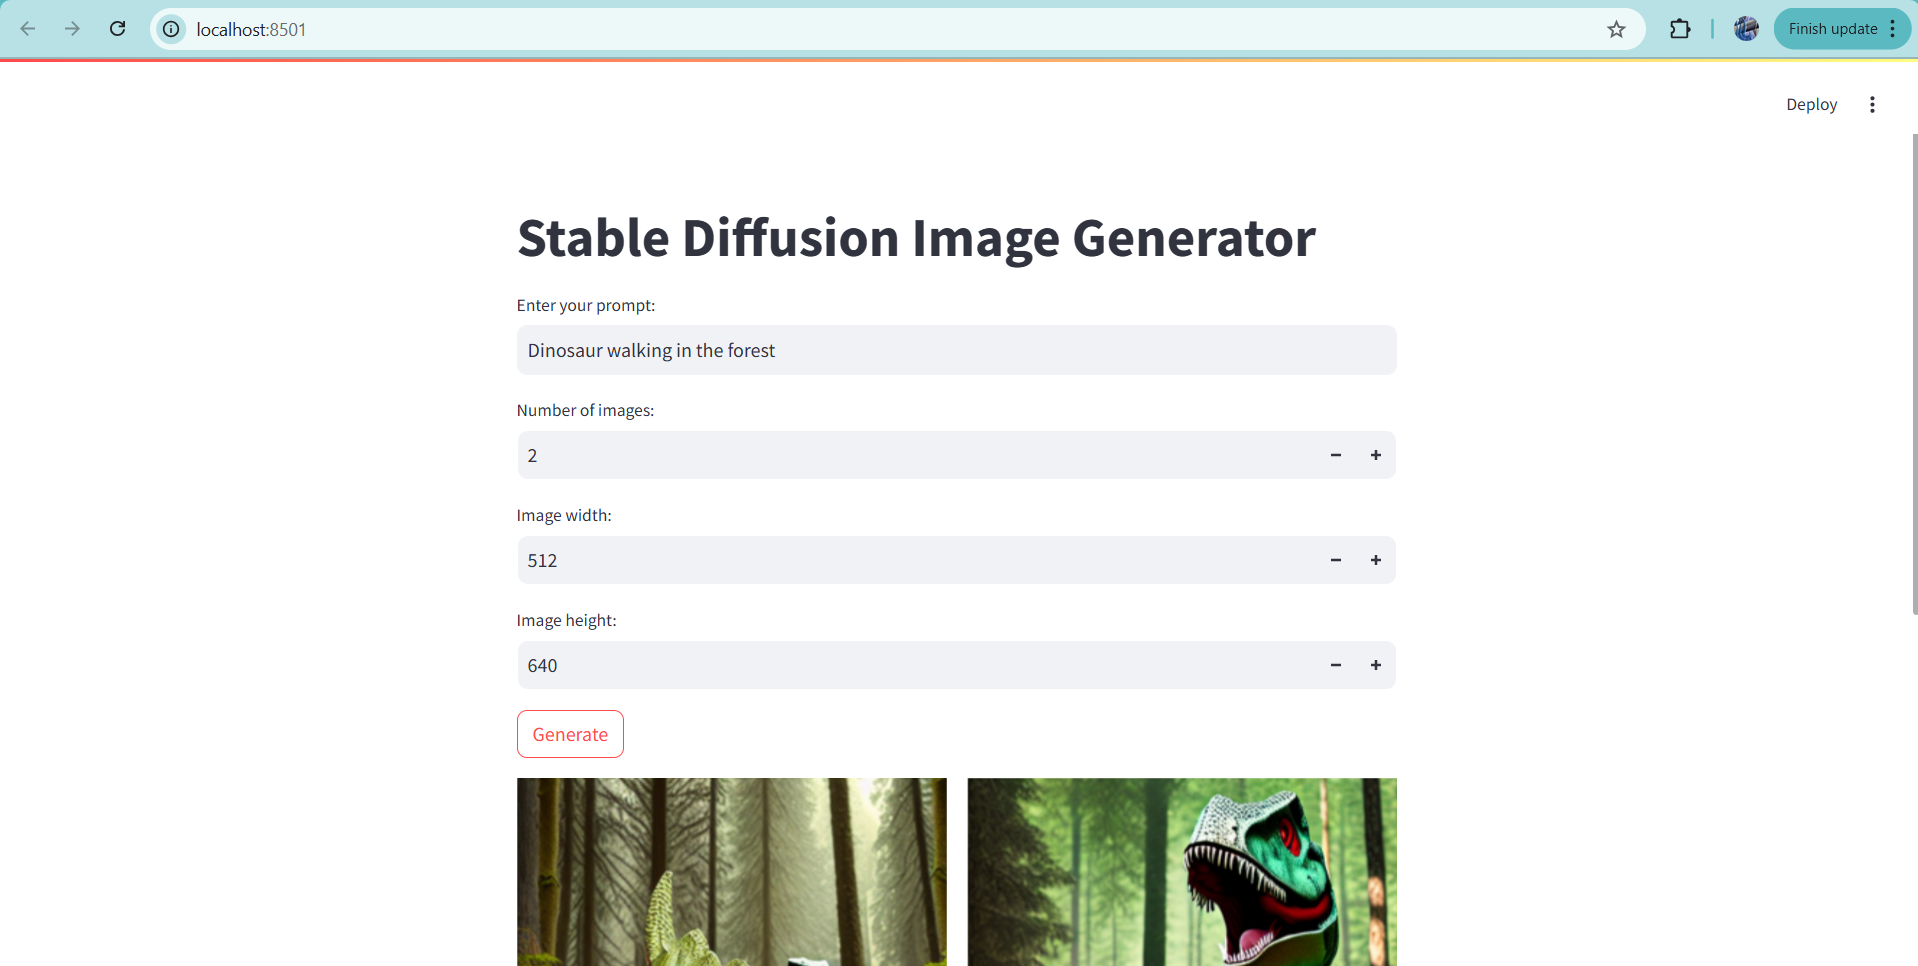 localhost:8501
Finish update
Deploy
Stable Diffusion Image Generator
Enter your prompt:
Dinosaur walking in the forest
Number of images:
2
Image width:
512
Image height:
640
Generate